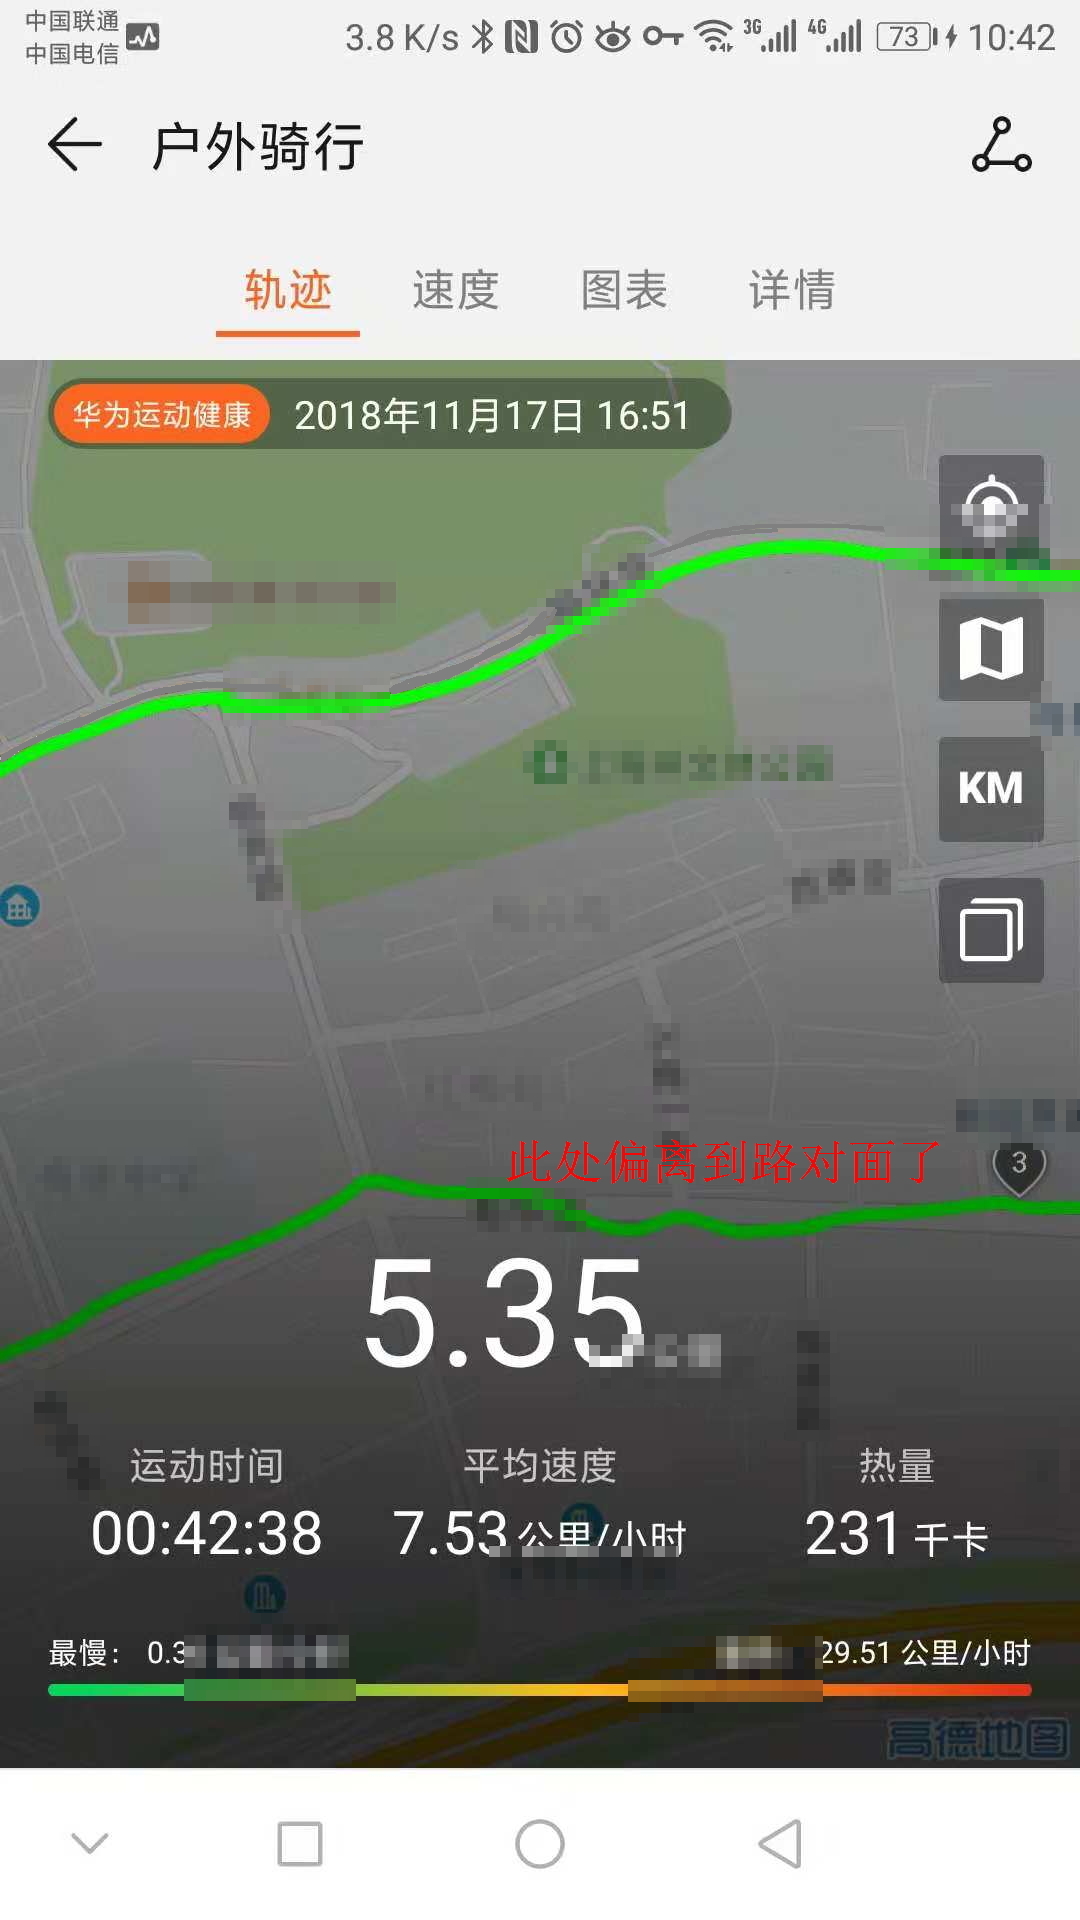 中国联通
中国电信
3.8 K/s 3G 4G 73 10:42
户外骑行
轨迹 速度 图表 详情
华为运动健康 2018年11月17日 16:51
KM
此处偏离到路对面了
3
5.35
运动时间 平均速度 热量
00:42:38 7.53 公里/小时 231 千卡
最慢： 0.3 29.51 公里/小时
高德地图